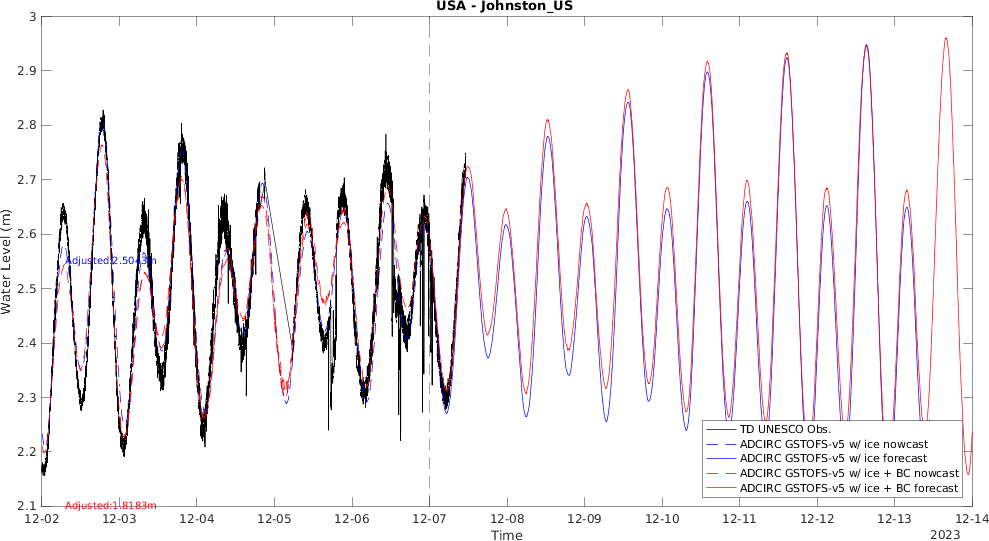 USA - Johnston_US
3
2.9
2.8
2.7
2.6
2.5
2.4
2.3
2.2
2.1
Water Level (m)
Adjusted:2.5043m
Adjusted:1.8183m
TD UNESCO Obs.
ADCIRC GSTOFS-v5 w/ ice nowcast
ADCIRC GSTOFS-v5 w/ ice forecast
ADCIRC GSTOFS-v5 w/ ice + BC nowcast
ADCIRC GSTOFS-v5 w/ ice + BC forecast
12-02 12-03 12-04 12-05 12-06 12-07 12-08 12-09 12-10 12-11 12-12 12-13 12-14
Time
2023